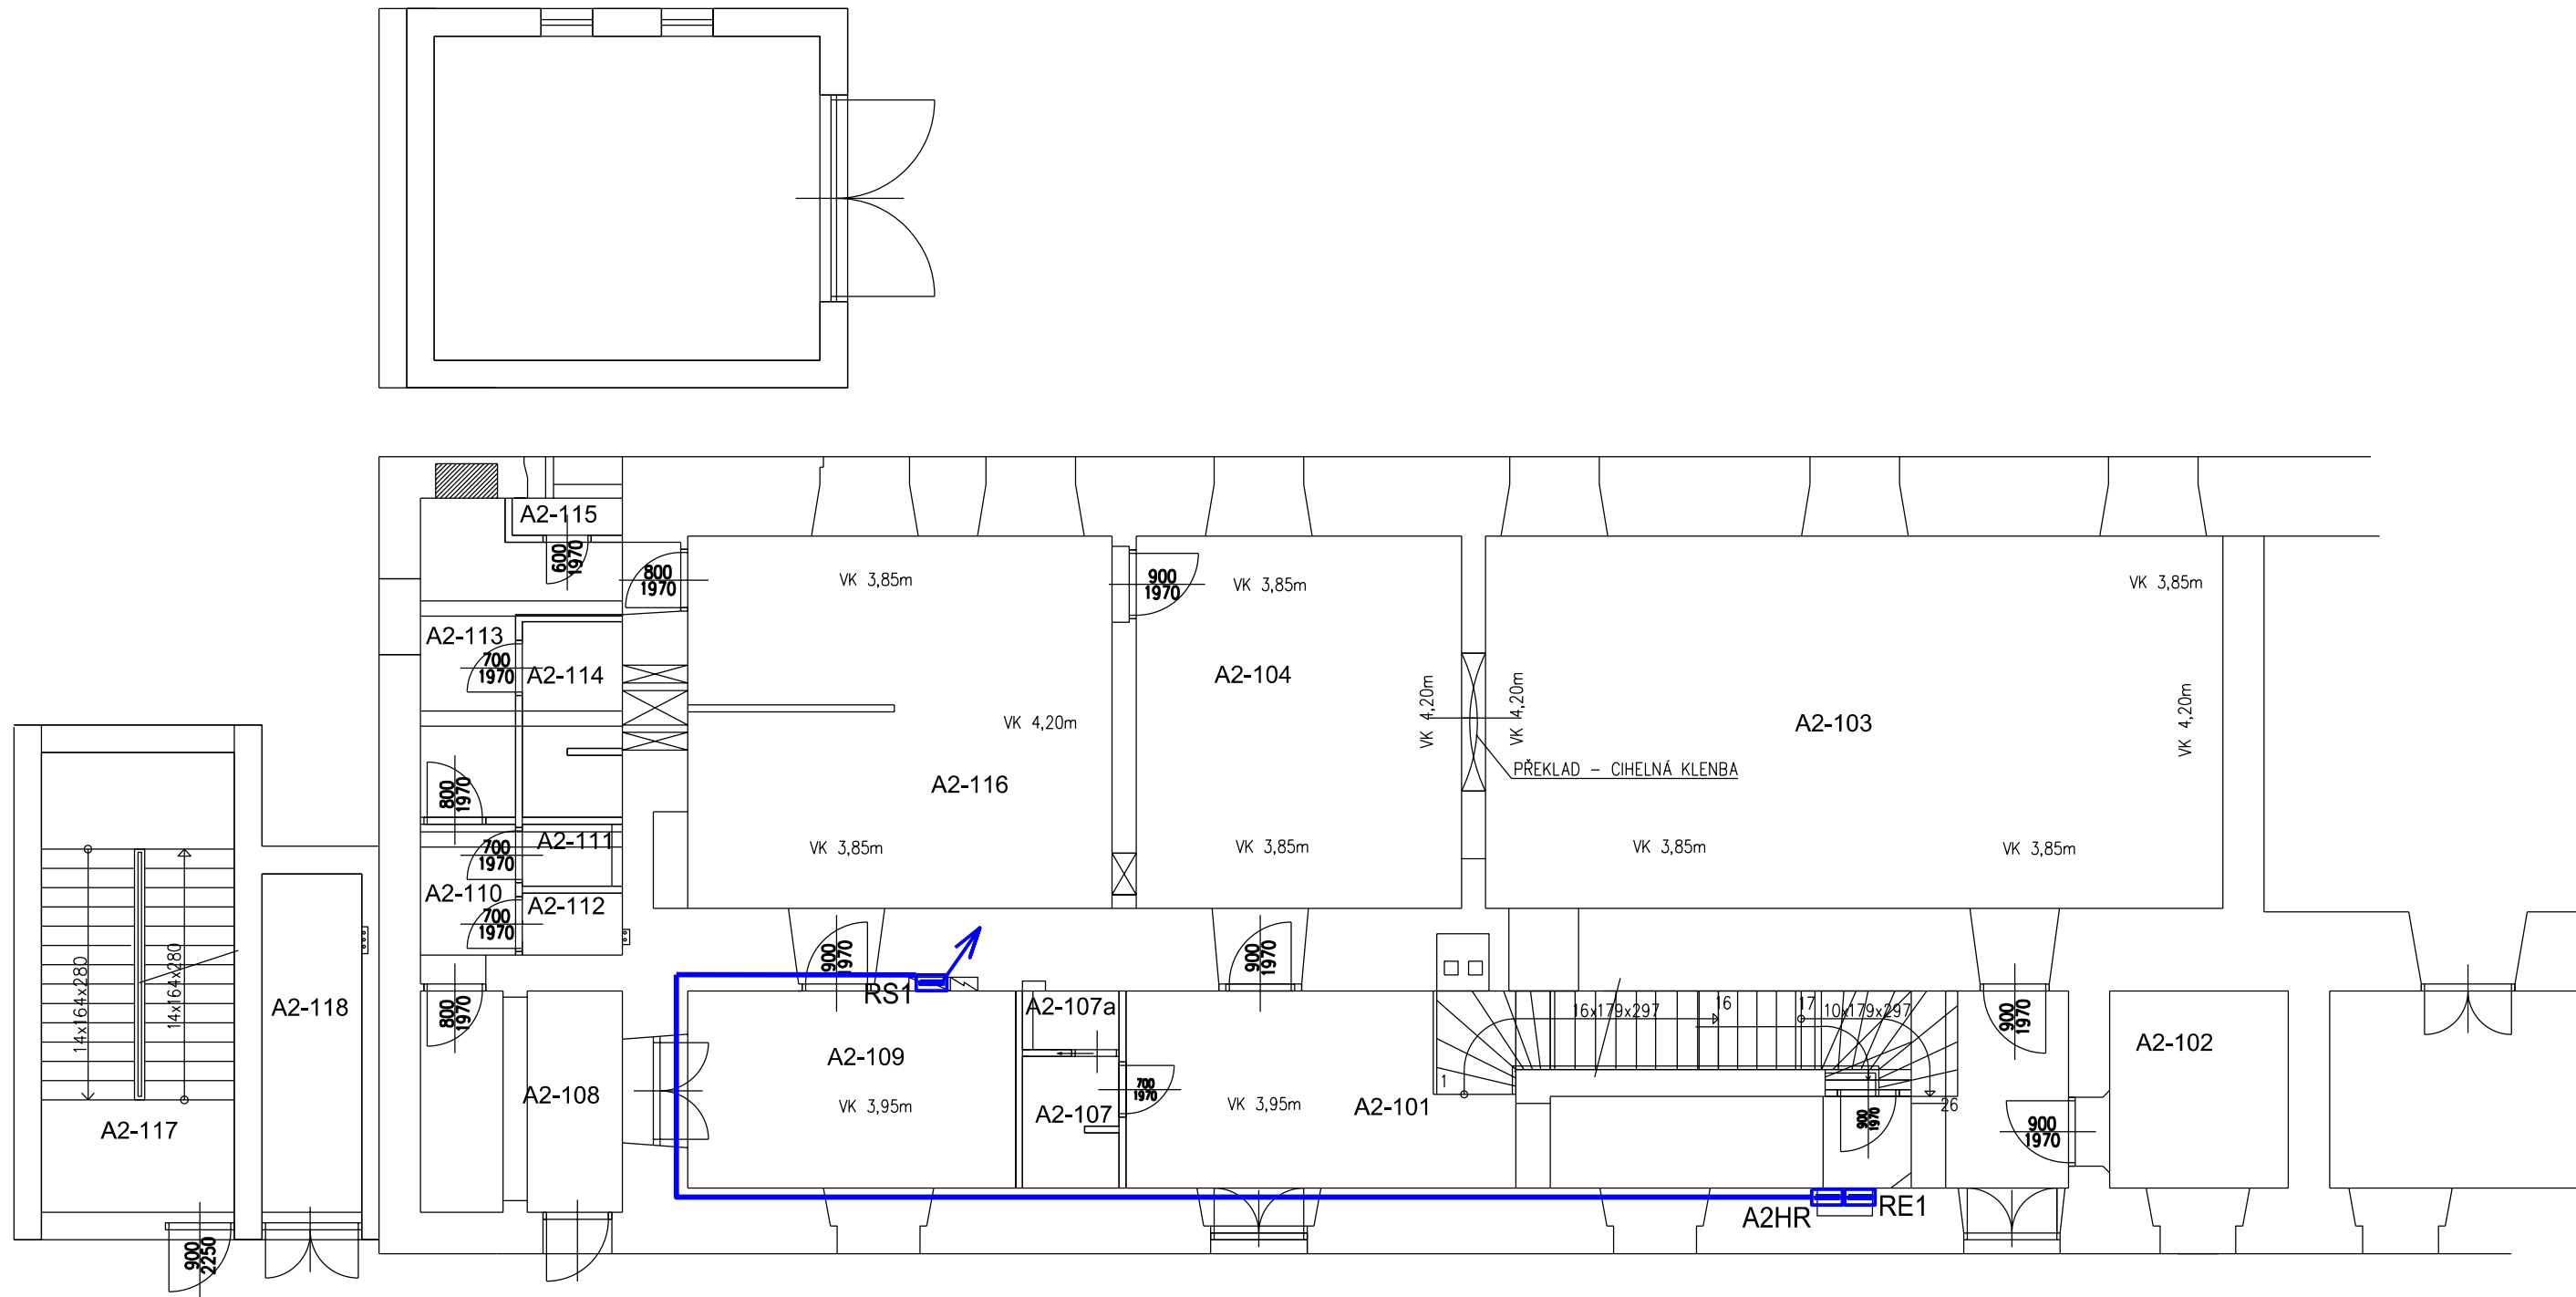 A2-115
600
1970
800
1970
VK 3,85m
900
1970
VK 3,85m
VK 3,85m
A2-113
700
1970
A2-114
A2-104
VK 4,20m
VK 4,20m
VK 4,20m
VK 4,20m
A2-103
PŘEKLAD – CIHELNÁ KLENBA
800
1970
A2-116
A2-111
700
1970
VK 3,85m
VK 3,85m
VK 3,85m
VK 3,85m
A2-110
A2-112
700
1970
900
1970
900
1970
14x164x280
14x164x280
RS1
A2-118
800
1970
A2-107a
16x179x297
16
17
10x179x297
900
1970
A2-102
A2-109
A2-108
VK 3,95m
A2-107
700
1970
VK 3,95m
A2-101
1
26
900
1970
900
1970
A2-117
A2HR
RE1
900
2250